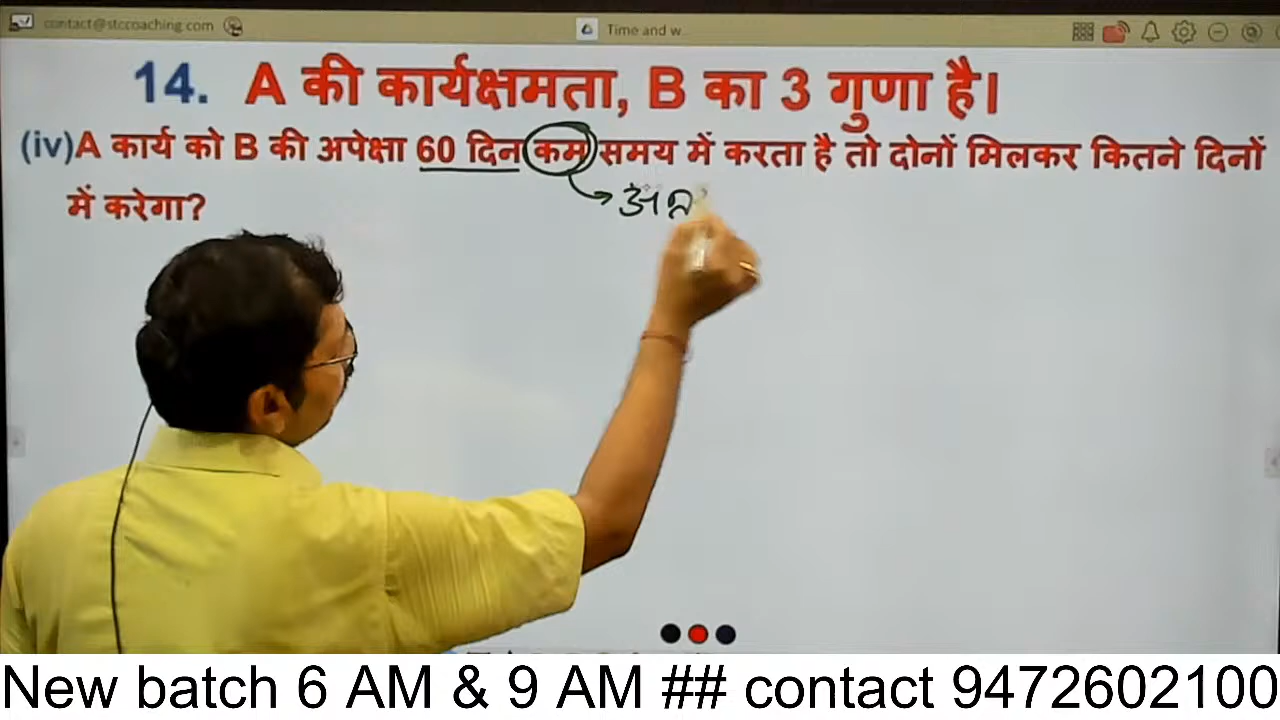 contact@stccoaching.com
Time and w..
14. A की कार्यक्षमता, B का 3 गुणा है।
(iv)A कार्य को B की अपेक्षा 60 दिन कम समय में करता है तो दोनों मिलकर कितने दिनों
में करेगा?
New batch 6 AM & 9 AM ## contact 9472602100